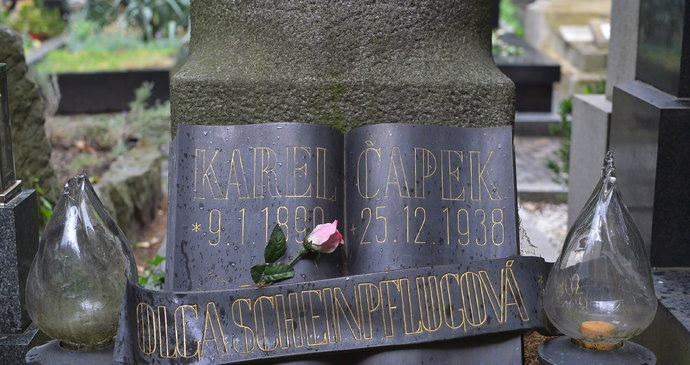 KAREL ČAPEK
*9.1.1890 +25.12.1938
OLGA SCHEINPFLUGOVÁ